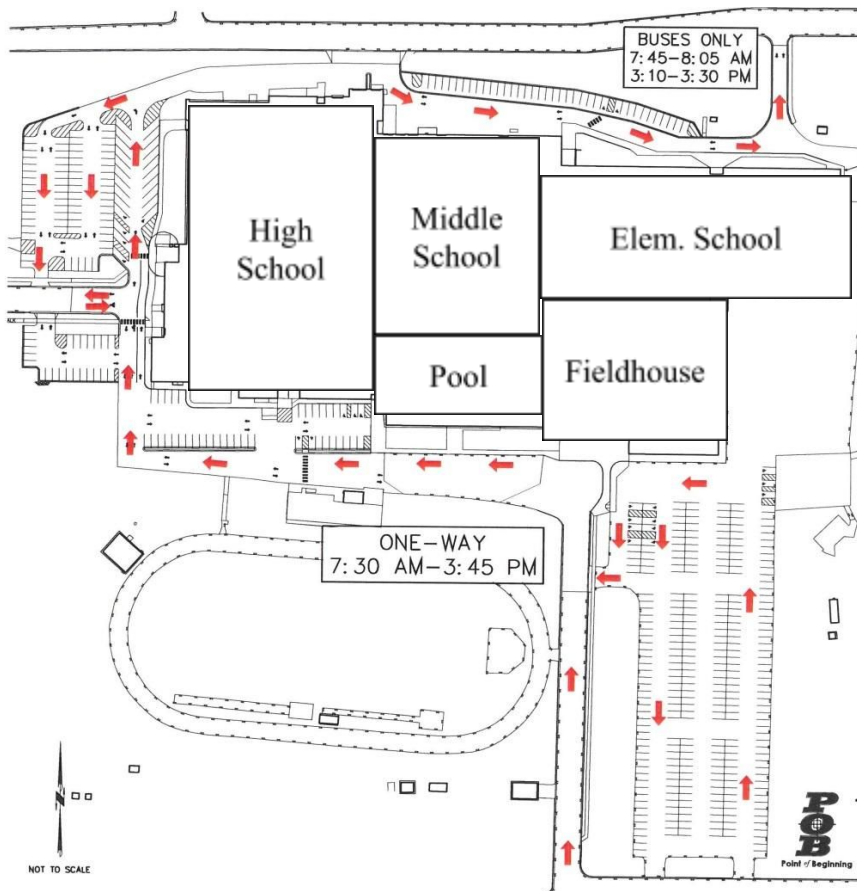 BUSES ONLY
7:45-8:05 AM
3:10-3:30 PM
High
School
Middle
School
Elem. School
Pool
Fieldhouse
ONE-WAY
7:30 AM-3:45 PM
N
NOT TO SCALE
POB
Point of Beginning